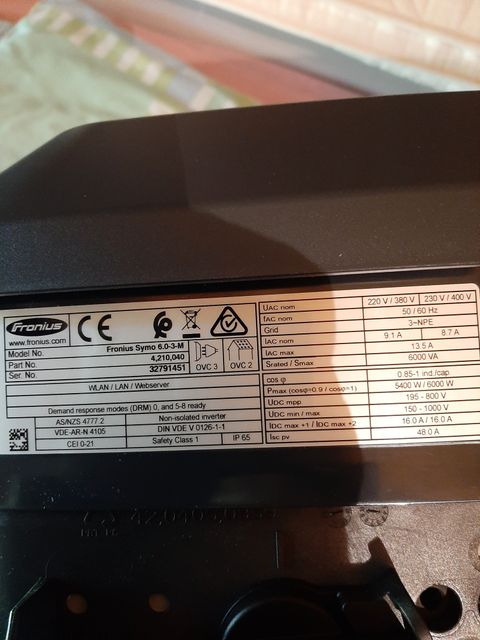 Fronius
www.fronius.com
CE
Model No. Fronius Symo 6.0-3-M
Part No. 4,210,040
Ser. No. 32791451
OVC 3 OVC 2
WLAN / LAN / Webserver
Demand response modes (DRM) 0, and 5-8 ready
AS/NZS 4777.2 Non-isolated inverter
VDE-AR-N 4105 DIN VDE V 0126-1-1
CEI 0-21 Safety Class 1 IP 65
UAC nom 220 V / 380 V 230 V / 400 V
fAC nom 50 / 60 Hz
Grid 3~NPE
IAC nom 9.1 A 8.7 A
IAC max 13.5 A
Srated / Smax 6000 VA
cos φ 0.85-1 ind./cap.
Pmax (cosφ=0.9 / cosφ=1) 5400 W / 6000 W
UDC mpp 195 - 800 V
UDC min / max 150 - 1000 V
IDC max +1 / IDC max +2 16.0 A / 16.0 A
Isc pv 48.0 A